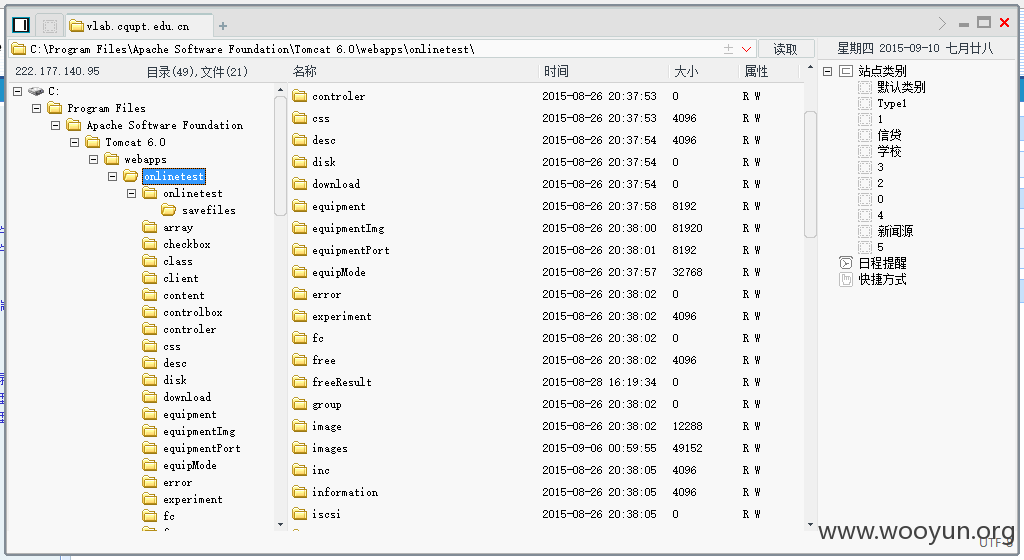 vlab.cqupt.edu.cn
C:\Program Files\Apache Software Foundation\Tomcat 6.0\webapps\onlinetest\
读取
星期四 2015-09-10 七月廿八
222.177.140.95
目录(49),文件(21)
C:
Program Files
Apache Software Foundation
Tomcat 6.0
webapps
onlinetest
onlinetest
savefiles
array
checkbox
class
client
content
controlbox
controler
css
desc
disk
download
equipment
equipmentImg
equipmentPort
equipMode
error
experiment
fc
名称 时间 大小 属性
controler 2015-08-26 20:37:53 0 R W
css 2015-08-26 20:37:53 4096 R W
desc 2015-08-26 20:37:54 4096 R W
disk 2015-08-26 20:37:54 0 R W
download 2015-08-26 20:37:54 0 R W
equipment 2015-08-26 20:37:58 8192 R W
equipmentImg 2015-08-26 20:38:00 81920 R W
equipmentPort 2015-08-26 20:38:01 8192 R W
equipMode 2015-08-26 20:37:57 32768 R W
error 2015-08-26 20:38:02 0 R W
experiment 2015-08-26 20:38:02 4096 R W
fc 2015-08-26 20:38:02 0 R W
free 2015-08-26 20:38:02 4096 R W
freeResult 2015-08-28 16:19:34 0 R W
group 2015-08-26 20:38:02 0 R W
image 2015-08-26 20:38:02 12288 R W
images 2015-09-06 00:59:55 49152 R W
inc 2015-08-26 20:38:05 4096 R W
information 2015-08-26 20:38:05 4096 R W
iscsi 2015-08-26 20:38:05 0 R W
站点类别
默认类别
Type1
1
信贷
学校
3
2
0
4
新闻源
5
日程提醒
快捷方式
www.wooyun.org
UTF-8